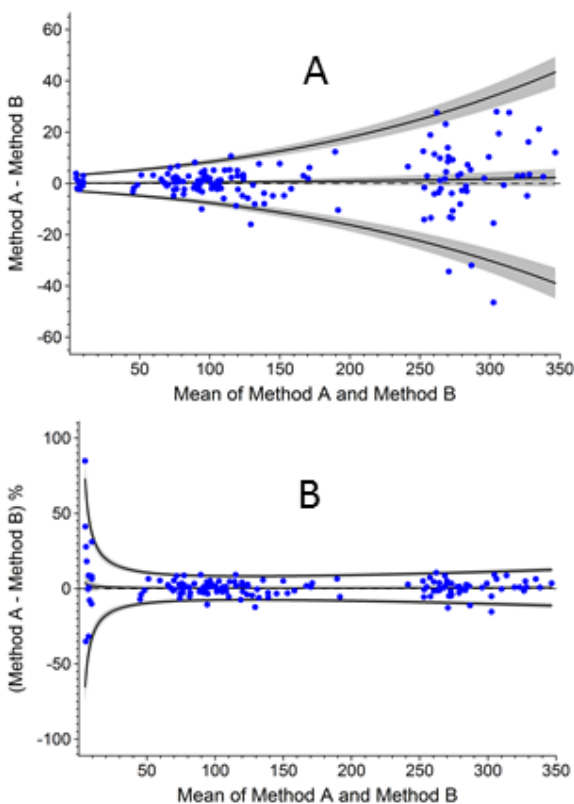 A
60
40
20
0
-20
-40
-60
Method A - Method B
0 50 100 150 200 250 300 350
Mean of Method A and Method B
B
100
50
0
-50
-100
(Method A - Method B) %
50 100 150 200 250 300 350
Mean of Method A and Method B